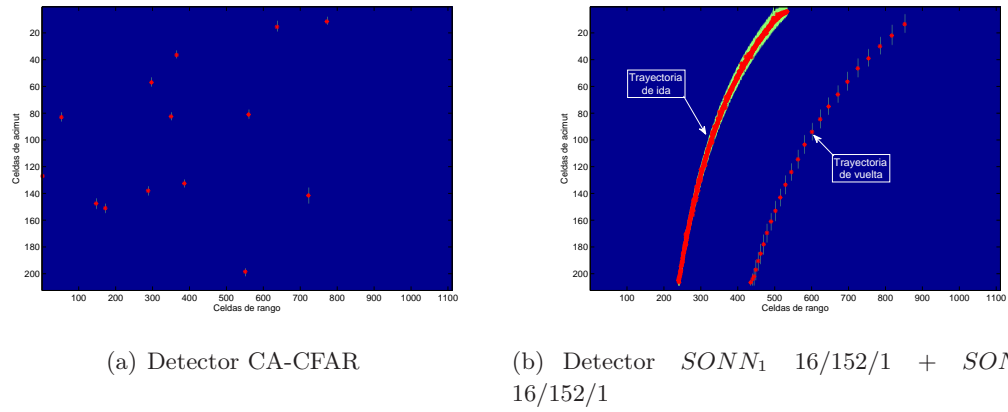 20
40
60
80
100
120
140
160
180
200
Celdas de acimut
100 200 300 400 500 600 700 800 900 1000 1100
Celdas de rango
(a) Detector CA-CFAR
20
40
60
80
100
120
140
160
180
200
Celdas de acimut
Trayectoria
de ida
Trayectoria
de vuelta
100 200 300 400 500 600 700 800 900 1000 1100
Celdas de rango
(b) Detector SONN1 16/152/1 + SON
16/152/1